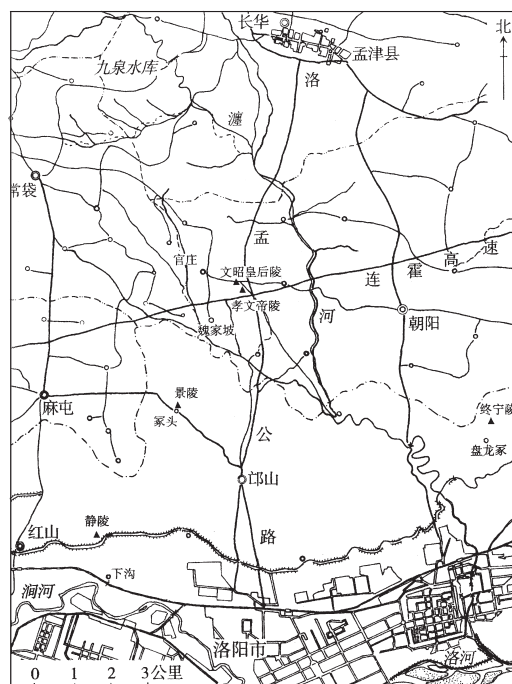 长华
孟津县
北
九泉水库
洛
瀍
常袋
孟
官庄
文昭皇后陵
连
霍
高
速
孝文帝陵
河
魏家坡
朝阳
景陵
冢头
麻屯
公
终宁陵
盘龙冢
邙山
静陵
红山
路
下沟
涧河
洛阳市
洛河
0 1 2 3公里